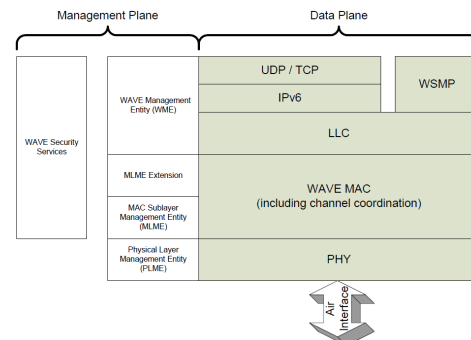 Management Plane
Data Plane
WAVE Security
Services
WAVE Management
Entity (WME)
MLME Extension
MAC Sublayer
Management Entity
(MLME)
Physical Layer
Management Entity
(PLME)
UDP / TCP
IPv6
WSMP
LLC
WAVE MAC
(including channel coordination)
PHY
Air
Interface